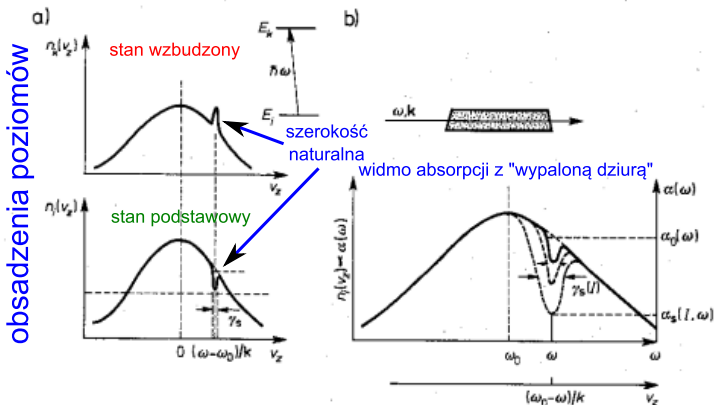 a)
b)
obsadzenia poziomów
n_k(v_z)
stan wzbudzony
E_k
ħω
E_i
v_z
szerokość
naturalna
ω,k
widmo absorpcji z "wypaloną dziurą"
n_i(v_z)
stan podstawowy
γ_s
0 (ω-ω_0)/k
v_z
n_i(v_z)∞α(ω)
α(ω)
α_0(ω)
γ_s(I)
α_s(I,ω)
ω_0
ω
ω
(ω_0-ω)/k
v_z